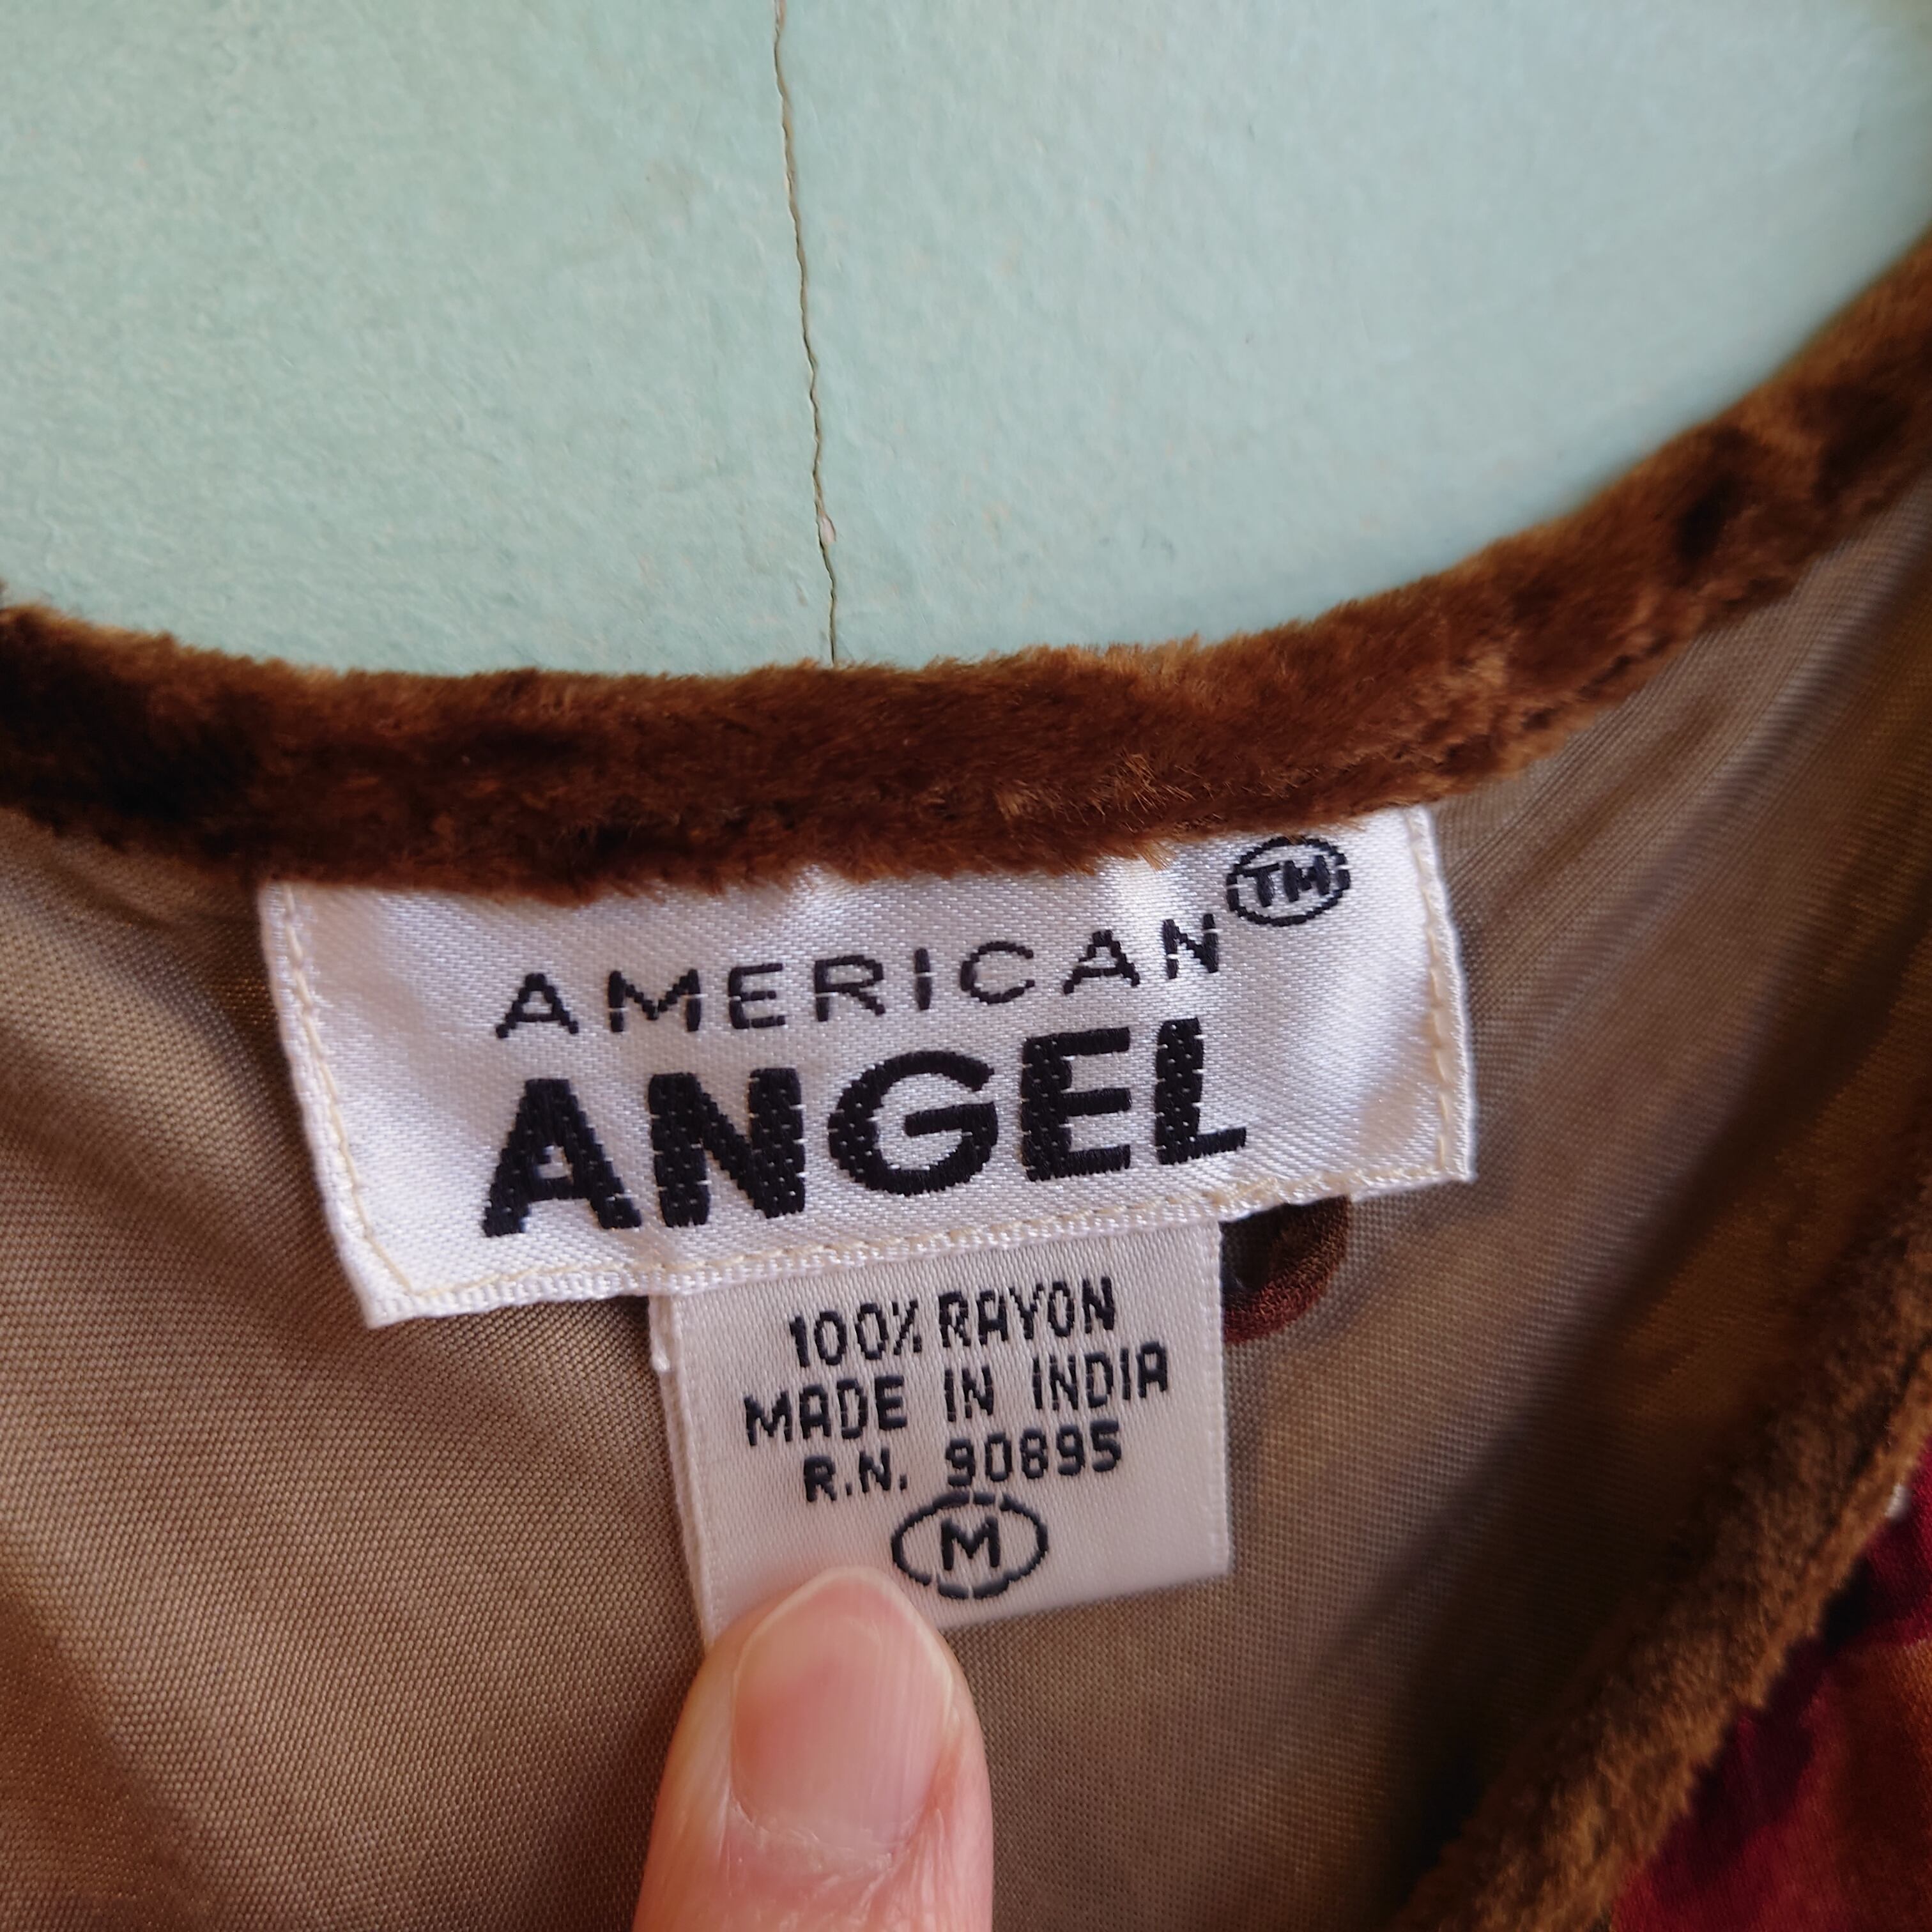 AMERICAN TM
ANGEL
100% RAYON
MADE IN INDIA
R.N. 90895
M